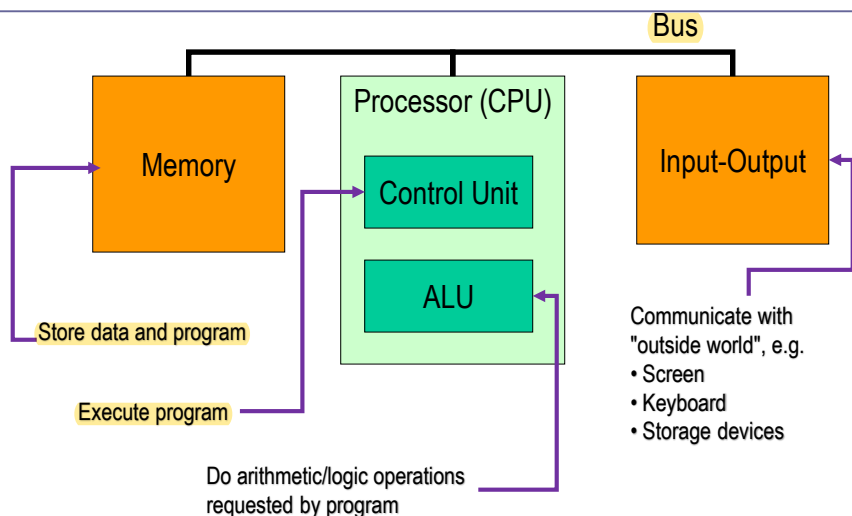 Bus
Processor (CPU)
Memory
Control Unit
Input-Output
ALU
Store data and program
Execute program
Do arithmetic/logic operations
requested by program
Communicate with
"outside world", e.g.
• Screen
• Keyboard
• Storage devices